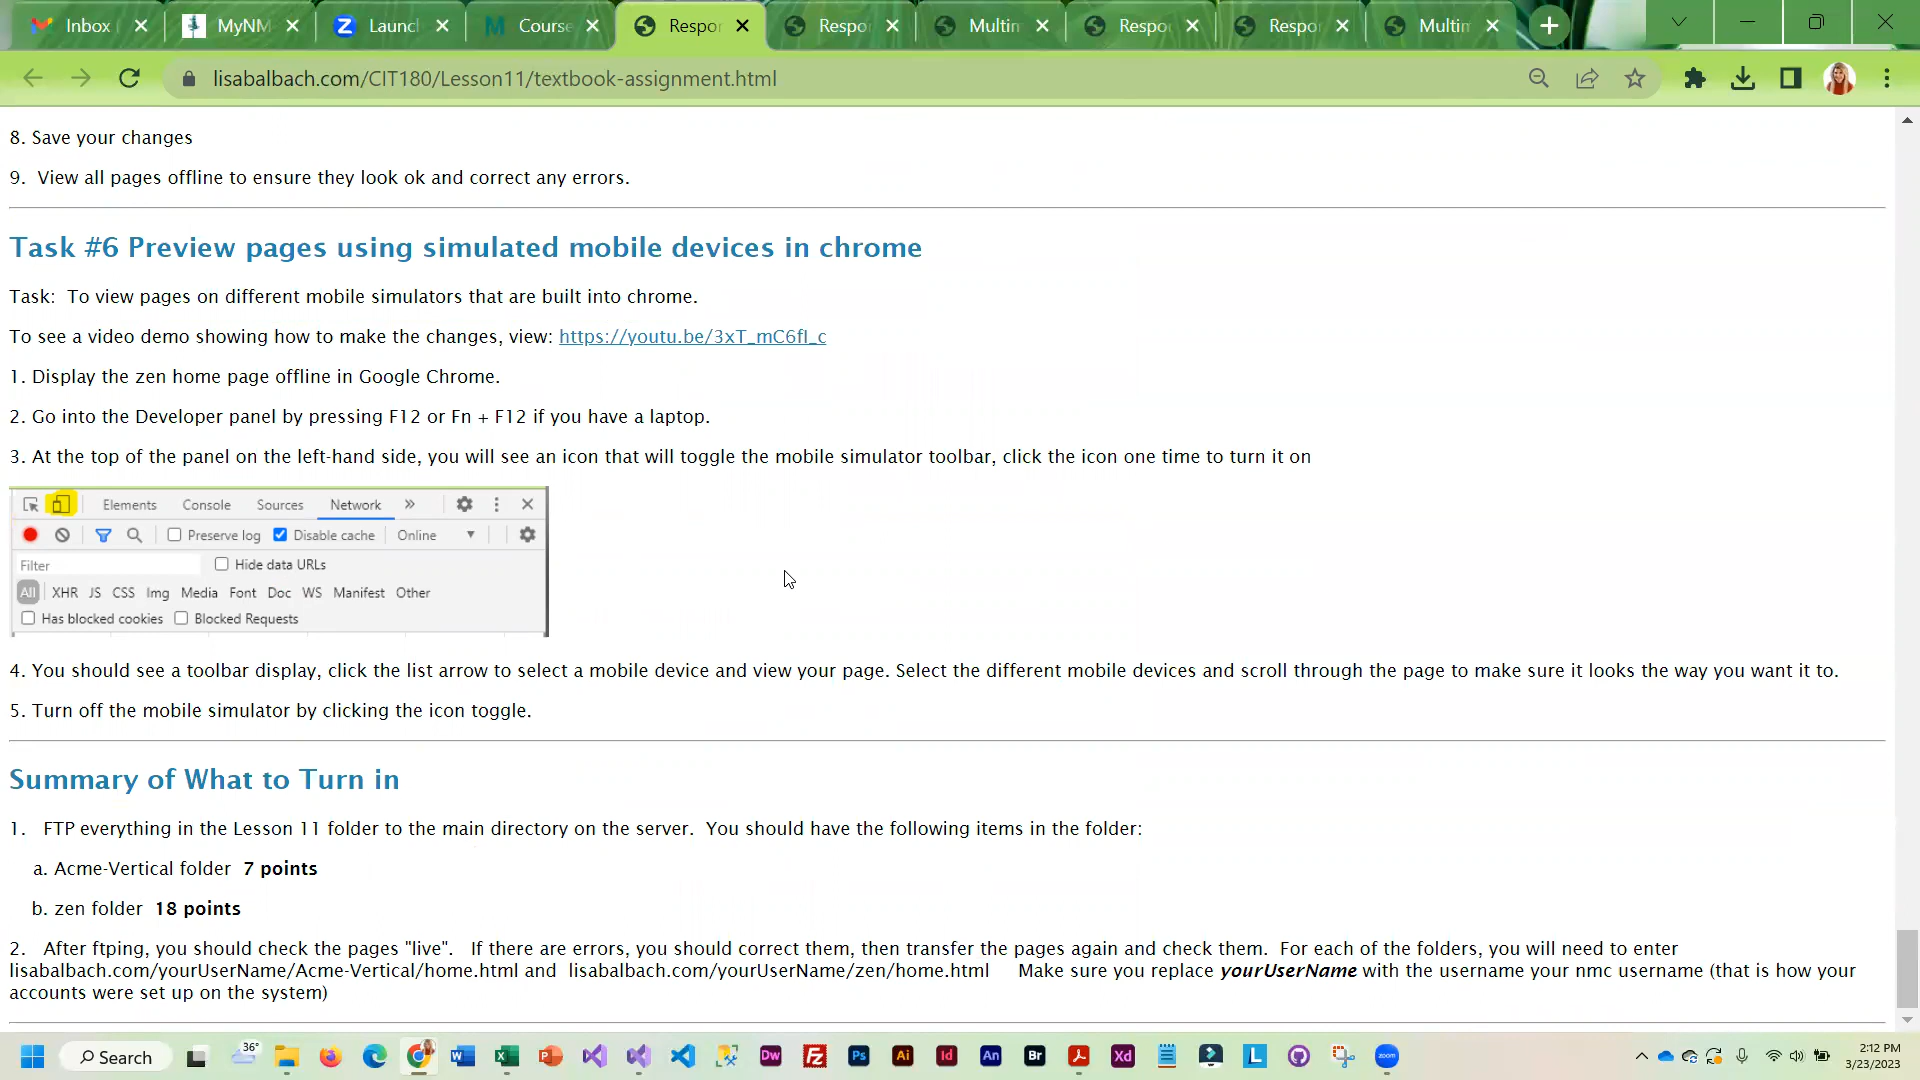 Inbox
MyNM
Launc
Course
Respor
Respo
Multim
Respo
Respor
Multim
lisabalbach.com/CIT180/Lesson11/textbook-assignment.html
8. Save your changes
9.  View all pages offline to ensure they look ok and correct any errors.
Task #6 Preview pages using simulated mobile devices in chrome
Task:  To view pages on different mobile simulators that are built into chrome.
To see a video demo showing how to make the changes, view: https://youtu.be/3xT_mC6fI_c
1. Display the zen home page offline in Google Chrome.
2. Go into the Developer panel by pressing F12 or Fn + F12 if you have a laptop.
3. At the top of the panel on the left-hand side, you will see an icon that will toggle the mobile simulator toolbar, click the icon one time to turn it on
Elements Console Sources Network »
Preserve log Disable cache Online
Filter Hide data URLs
All XHR JS CSS Img Media Font Doc WS Manifest Other
Has blocked cookies Blocked Requests
4. You should see a toolbar display, click the list arrow to select a mobile device and view your page. Select the different mobile devices and scroll through the page to make sure it looks the way you want it to.
5. Turn off the mobile simulator by clicking the icon toggle.
Summary of What to Turn in
1.   FTP everything in the Lesson 11 folder to the main directory on the server.  You should have the following items in the folder:
a. Acme-Vertical folder  7 points
b. zen folder  18 points
2.   After ftping, you should check the pages "live".   If there are errors, you should correct them, then transfer the pages again and check them.  For each of the folders, you will need to enter
lisabalbach.com/yourUserName/Acme-Vertical/home.html and  lisabalbach.com/yourUserName/zen/home.html     Make sure you replace yourUserName with the username your nmc username (that is how your
accounts were set up on the system)
Search
36°
Dw
Fz
Ps
Ai
Id
An
Br
Xd
L
zoom
2:12 PM
3/23/2023